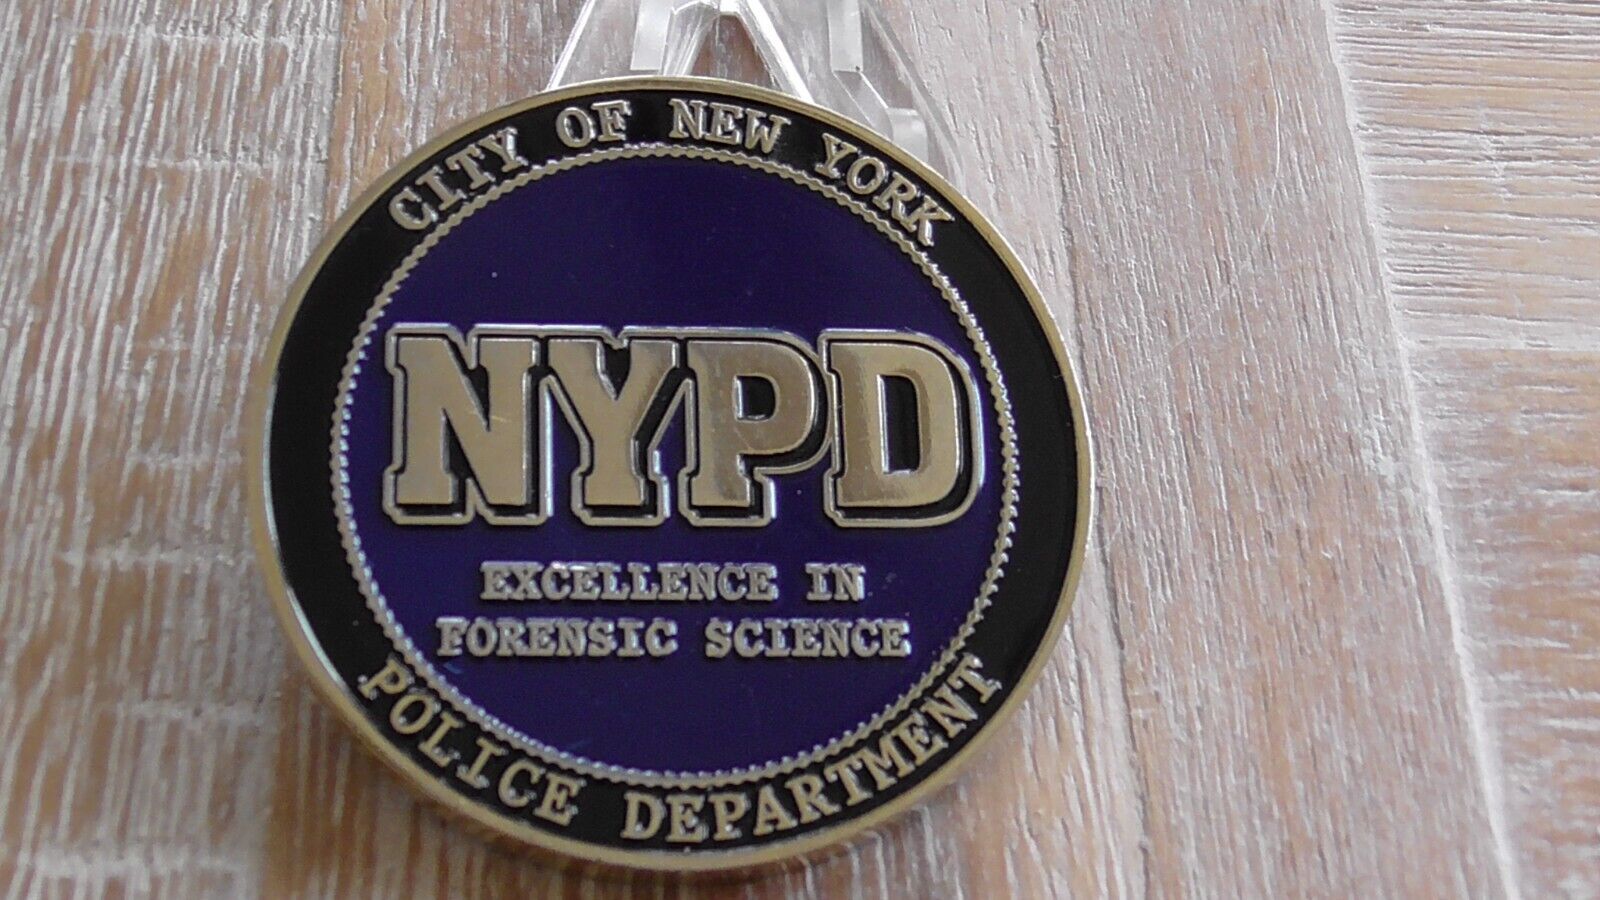 CITY OF NEW YORK
NYPD
EXCELLENCE IN
FORENSIC SCIENCE
POLICE DEPARTMENT